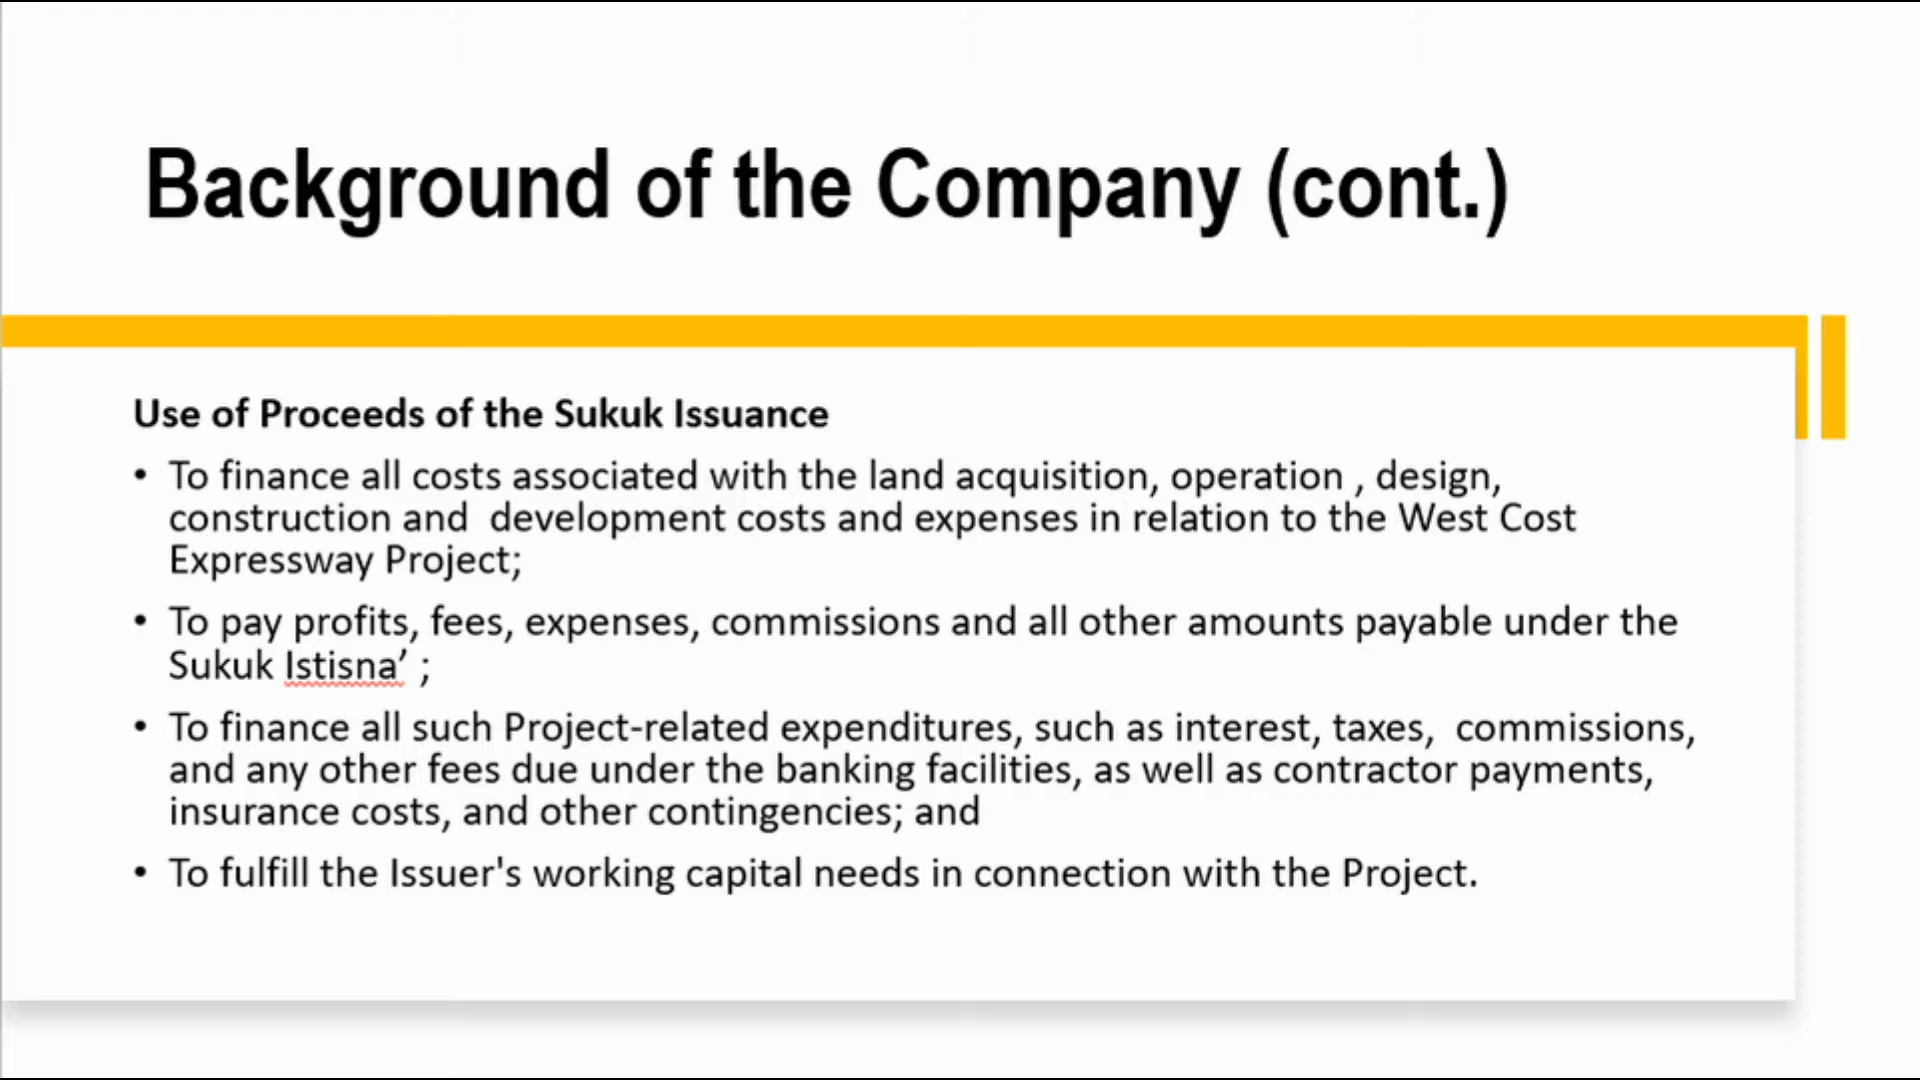 Background of the Company (cont.)
Use of Proceeds of the Sukuk Issuance
• To finance all costs associated with the land acquisition, operation , design,
construction and  development costs and expenses in relation to the West Cost
Expressway Project;
• To pay profits, fees, expenses, commissions and all other amounts payable under the
Sukuk Istisna’ ;
• To finance all such Project-related expenditures, such as interest, taxes,  commissions,
and any other fees due under the banking facilities, as well as contractor payments,
insurance costs, and other contingencies; and
• To fulfill the Issuer's working capital needs in connection with the Project.